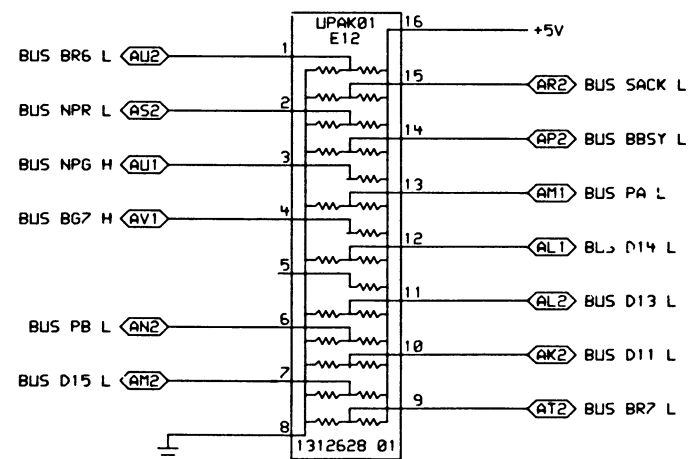 UPAK01
E12
16
+5V
BUS BR6 L AU2
1
15
AR2 BUS SACK L
BUS NPR L AS2
2
14
AP2 BUS BBSY L
BUS NPG H AU1
3
13
AM1 BUS PA L
BUS BG7 H AV1
4
12
AL1 D14 L
5
11
AL2 BUS D13 L
BUS PB L AN2
6
10
AK2 BUS D11 L
BUS D15 L AM2
7
9
AT2 BUS BR7 L
8
1312628 01